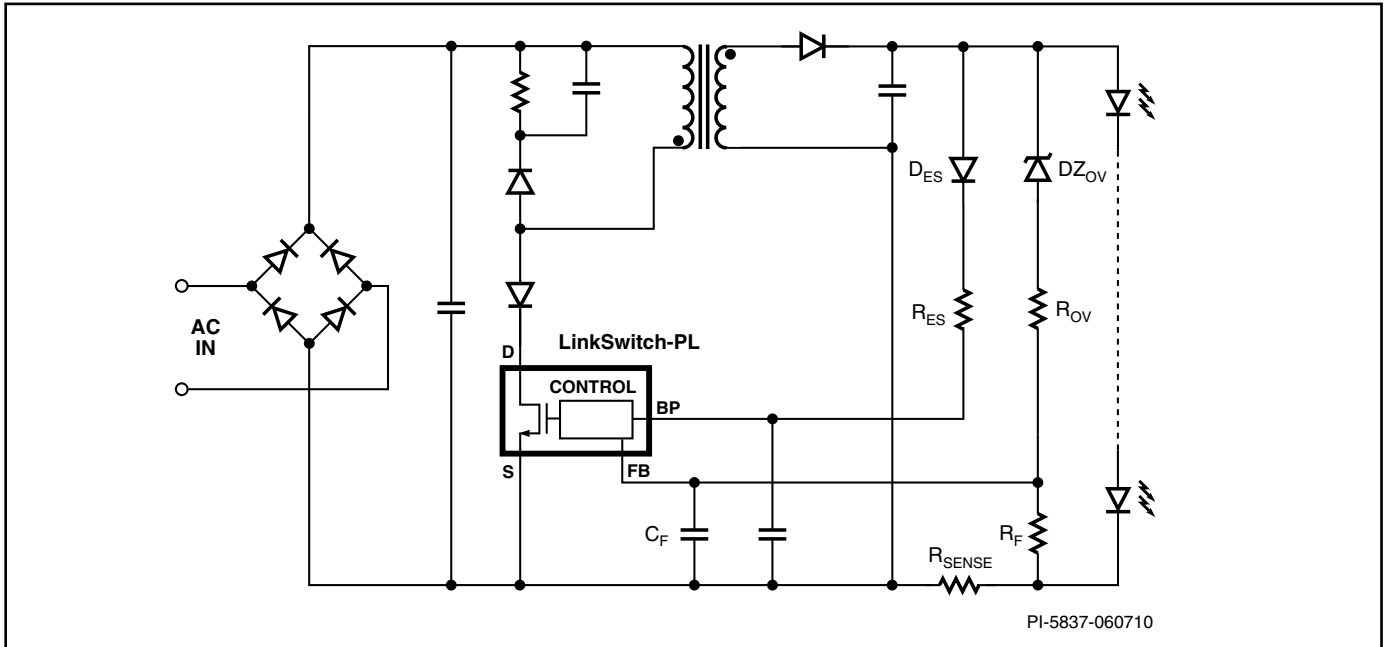 D_ES
DZ_OV
R_ES
R_OV
AC
IN
LinkSwitch-PL
D
CONTROL
BP
S
FB
C_F
R_F
R_SENSE
PI-5837-060710